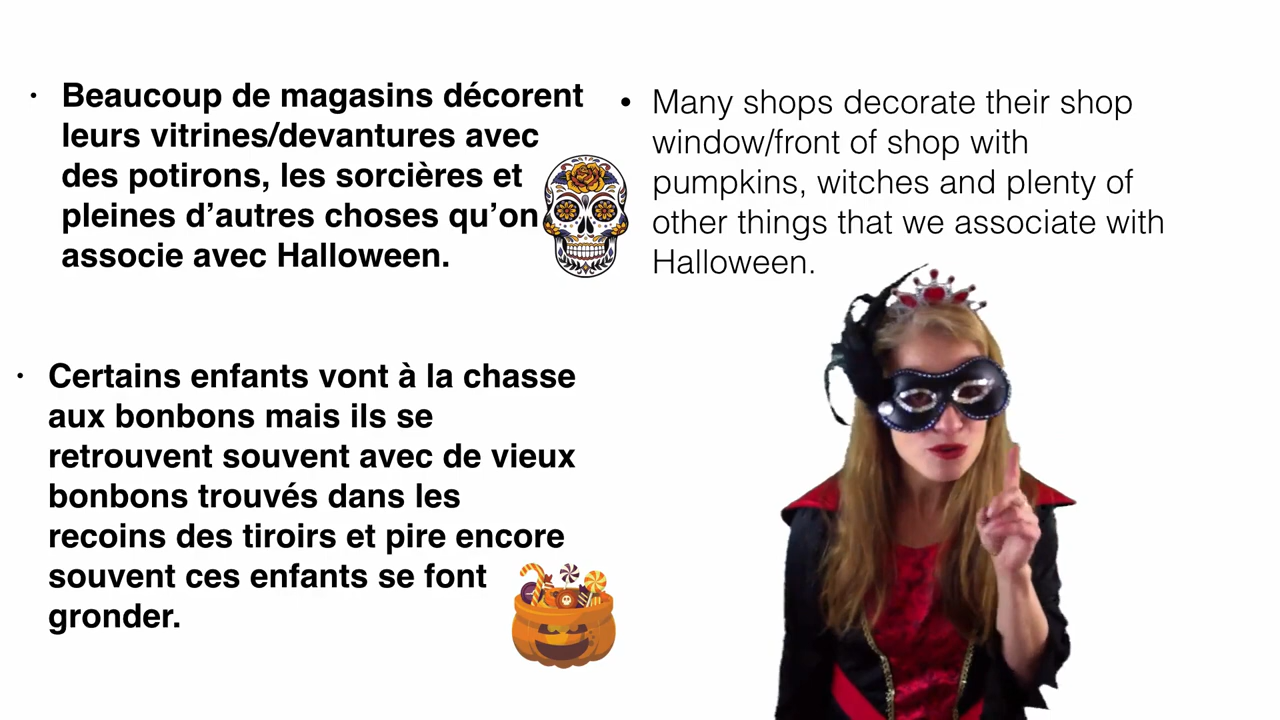 • Beaucoup de magasins décorent
leurs vitrines/devantures avec
des potirons, les sorcières et
pleines d’autres choses qu’on
associe avec Halloween.
• Certains enfants vont à la chasse
aux bonbons mais ils se
retrouvent souvent avec de vieux
bonbons trouvés dans les
recoins des tiroirs et pire encore
souvent ces enfants se font
gronder.
• Many shops decorate their shop
window/front of shop with
pumpkins, witches and plenty of
other things that we associate with
Halloween.